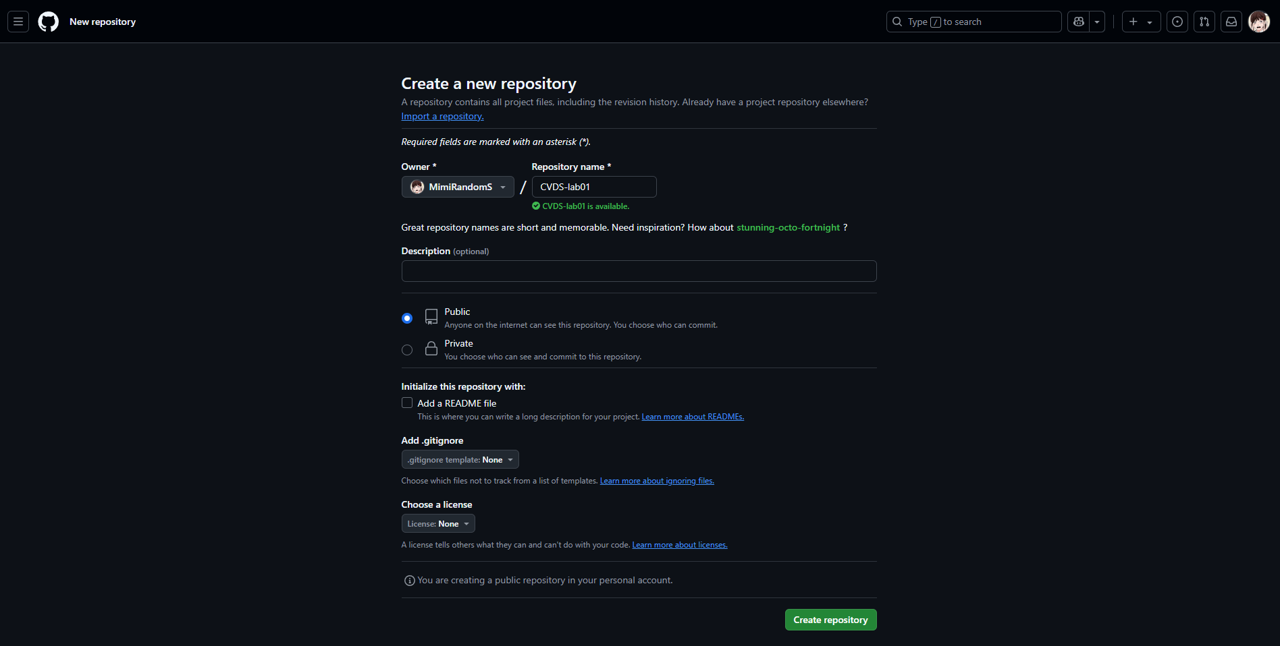 New repository
Type / to search
Create a new repository
A repository contains all project files, including the revision history. Already have a project repository elsewhere?
Import a repository.
Required fields are marked with an asterisk (*).
Owner *
Repository name *
MimiRandomS
/
CVDS-lab01
CVDS-lab01 is available.
Great repository names are short and memorable. Need inspiration? How about stunning-octo-fortnight ?
Description (optional)
Public
Anyone on the internet can see this repository. You choose who can commit.
Private
You choose who can see and commit to this repository.
Initialize this repository with:
Add a README file
This is where you can write a long description for your project. Learn more about READMEs.
Add .gitignore
.gitignore template: None
Choose which files not to track from a list of templates. Learn more about ignoring files.
Choose a license
License: None
A license tells others what they can and can't do with your code. Learn more about licenses.
You are creating a public repository in your personal account.
Create repository